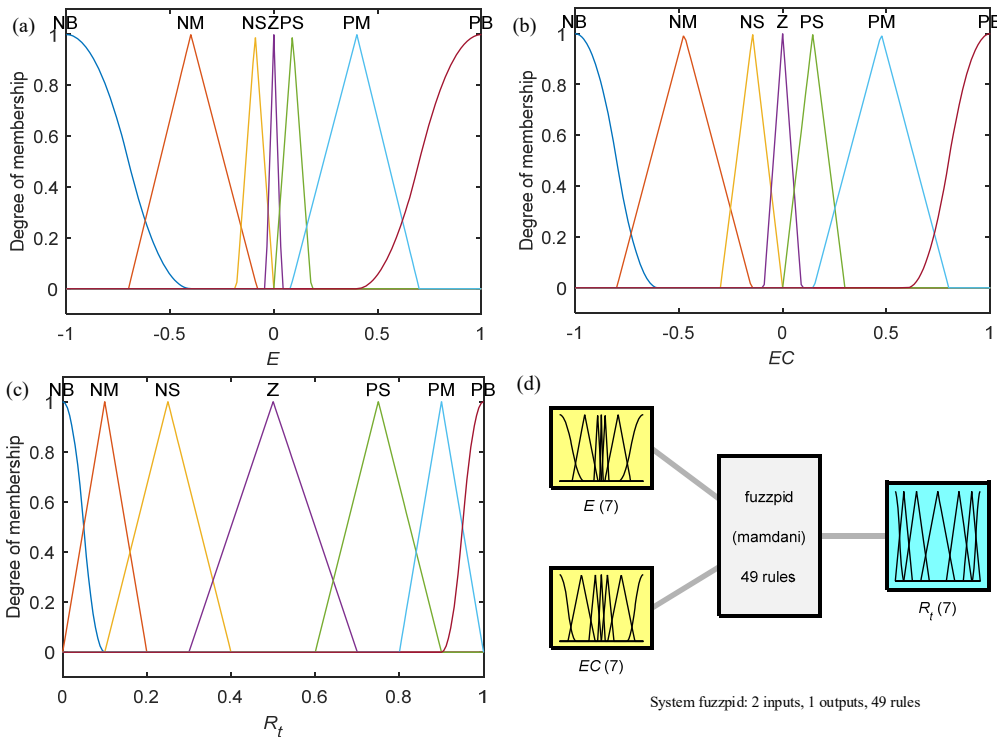 (a)
NB NM NS Z PS PM PB
1
0.8
0.6
0.4
0.2
0
Degree of membership
-1 -0.5 0 0.5 1
E
(b)
NB NM NS Z PS PM PB
1
0.8
0.6
0.4
0.2
0
Degree of membership
-1 -0.5 0 0.5 1
EC
(c)
NB NM NS Z PS PM PB
1
0.8
0.6
0.4
0.2
0
Degree of membership
0 0.2 0.4 0.6 0.8 1
R_t
(d)
E (7)
EC (7)
fuzzpid
(mamdani)
49 rules
R_t (7)
System fuzzpid: 2 inputs, 1 outputs, 49 rules